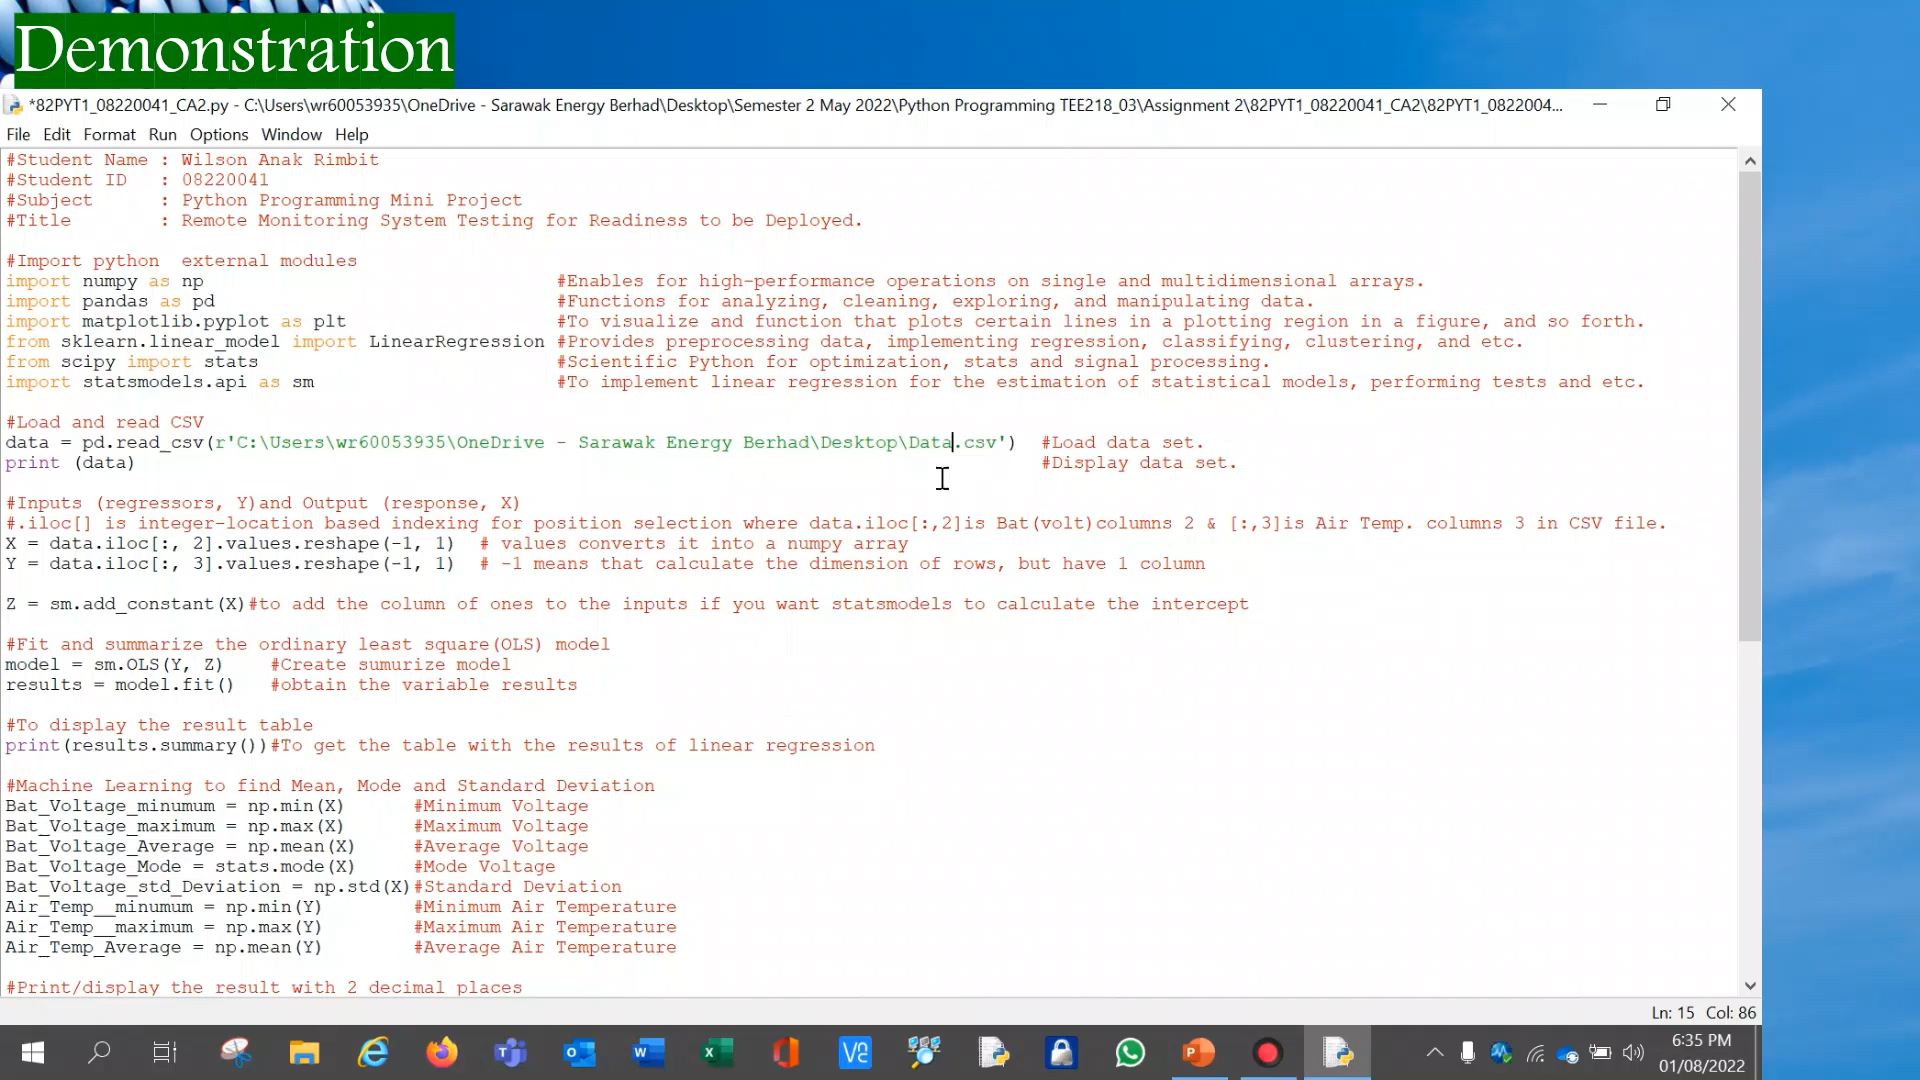 Demonstration
*82PYT1_08220041_CA2.py - C:\Users\wr60053935\OneDrive - Sarawak Energy Berhad\Desktop\Semester 2 May 2022\Python Programming TEE218_03\Assignment 2\82PYT1_08220041_CA2\82PYT1_0822004...
File Edit Format Run Options Window Help
#Student Name : Wilson Anak Rimbit
#Student ID   : 08220041
#Subject      : Python Programming Mini Project
#Title        : Remote Monitoring System Testing for Readiness to be Deployed.
#Import python  external modules
import numpy as np                                #Enables for high-performance operations on single and multidimensional arrays.
import pandas as pd                               #Functions for analyzing, cleaning, exploring, and manipulating data.
import matplotlib.pyplot as plt                   #To visualize and function that plots certain lines in a plotting region in a figure, and so forth.
from sklearn.linear_model import LinearRegression #Provides preprocessing data, implementing regression, classifying, clustering, and etc.
from scipy import stats                           #Scientific Python for optimization, stats and signal processing.
import statsmodels.api as sm                      #To implement linear regression for the estimation of statistical models, performing tests and etc.
#Load and read CSV
data = pd.read_csv(r'C:\Users\wr60053935\OneDrive - Sarawak Energy Berhad\Desktop\Data.csv')  #Load data set.
print (data)                                                                                  #Display data set.
#Inputs (regressors, Y)and Output (response, X)
#.iloc[] is integer-location based indexing for position selection where data.iloc[:,2]is Bat(volt)columns 2 & [:,3]is Air Temp. columns 3 in CSV file.
X = data.iloc[:, 2].values.reshape(-1, 1)  # values converts it into a numpy array
Y = data.iloc[:, 3].values.reshape(-1, 1)  # -1 means that calculate the dimension of rows, but have 1 column
Z = sm.add_constant(X)#to add the column of ones to the inputs if you want statsmodels to calculate the intercept
#Fit and summarize the ordinary least square(OLS) model
model = sm.OLS(Y, Z)    #Create sumurize model
results = model.fit()   #obtain the variable results
#To display the result table
print(results.summary())#To get the table with the results of linear regression
#Machine Learning to find Mean, Mode and Standard Deviation
Bat_Voltage_minumum = np.min(X)      #Minimum Voltage
Bat_Voltage_maximum = np.max(X)      #Maximum Voltage
Bat_Voltage_Average = np.mean(X)     #Average Voltage
Bat_Voltage_Mode = stats.mode(X)     #Mode Voltage
Bat_Voltage_std_Deviation = np.std(X)#Standard Deviation
Air_Temp__minumum = np.min(Y)        #Minimum Air Temperature
Air_Temp__maximum = np.max(Y)        #Maximum Air Temperature
Air_Temp_Average = np.mean(Y)        #Average Air Temperature
#Print/display the result with 2 decimal places
Ln: 15 Col: 86
6:35 PM
01/08/2022